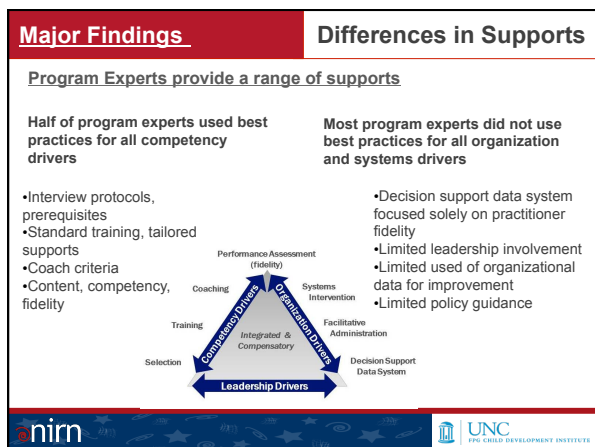 Major Findings
Differences in Supports
Program Experts provide a range of supports
Half of program experts used best
practices for all competency
drivers
•Interview protocols,
prerequisites
•Standard training, tailored
supports
•Coach criteria
•Content, competency,
fidelity
Most program experts did not use
best practices for all organization
and systems drivers
•Decision support data system
focused solely on practitioner
fidelity
•Limited leadership involvement
•Limited used of organizational
data for improvement
•Limited policy guidance
Performance Assessment
(fidelity)
Coaching
Training
Selection
Competency Drivers
Integrated &
Compensatory
Organization Drivers
Systems
Intervention
Facilitative
Administration
Decision Support
Data System
Leadership Drivers
nirn
UNC
FPG CHILD DEVELOPMENT INSTITUTE